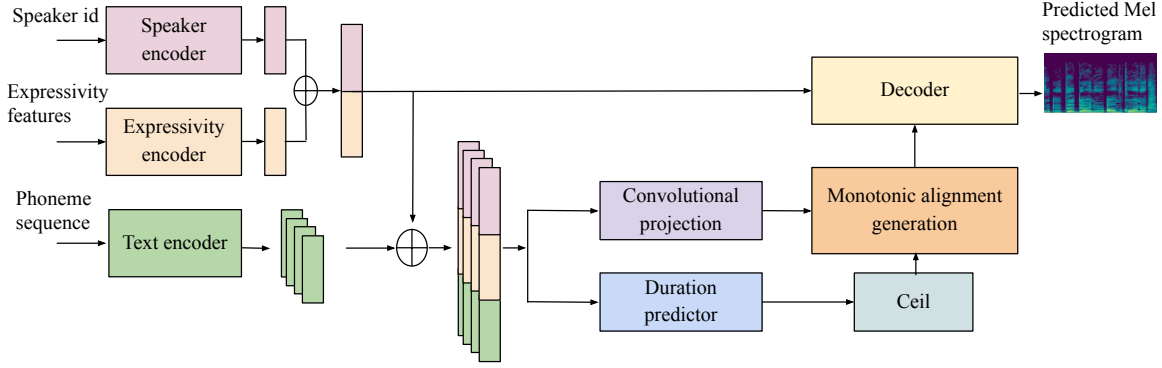 Speaker id
Speaker
encoder
Predicted Mel
spectrogram
Expressivity
features
Expressivity
encoder
Decoder
Phoneme
sequence
Text encoder
Convolutional
projection
Monotonic alignment
generation
Duration
predictor
Ceil